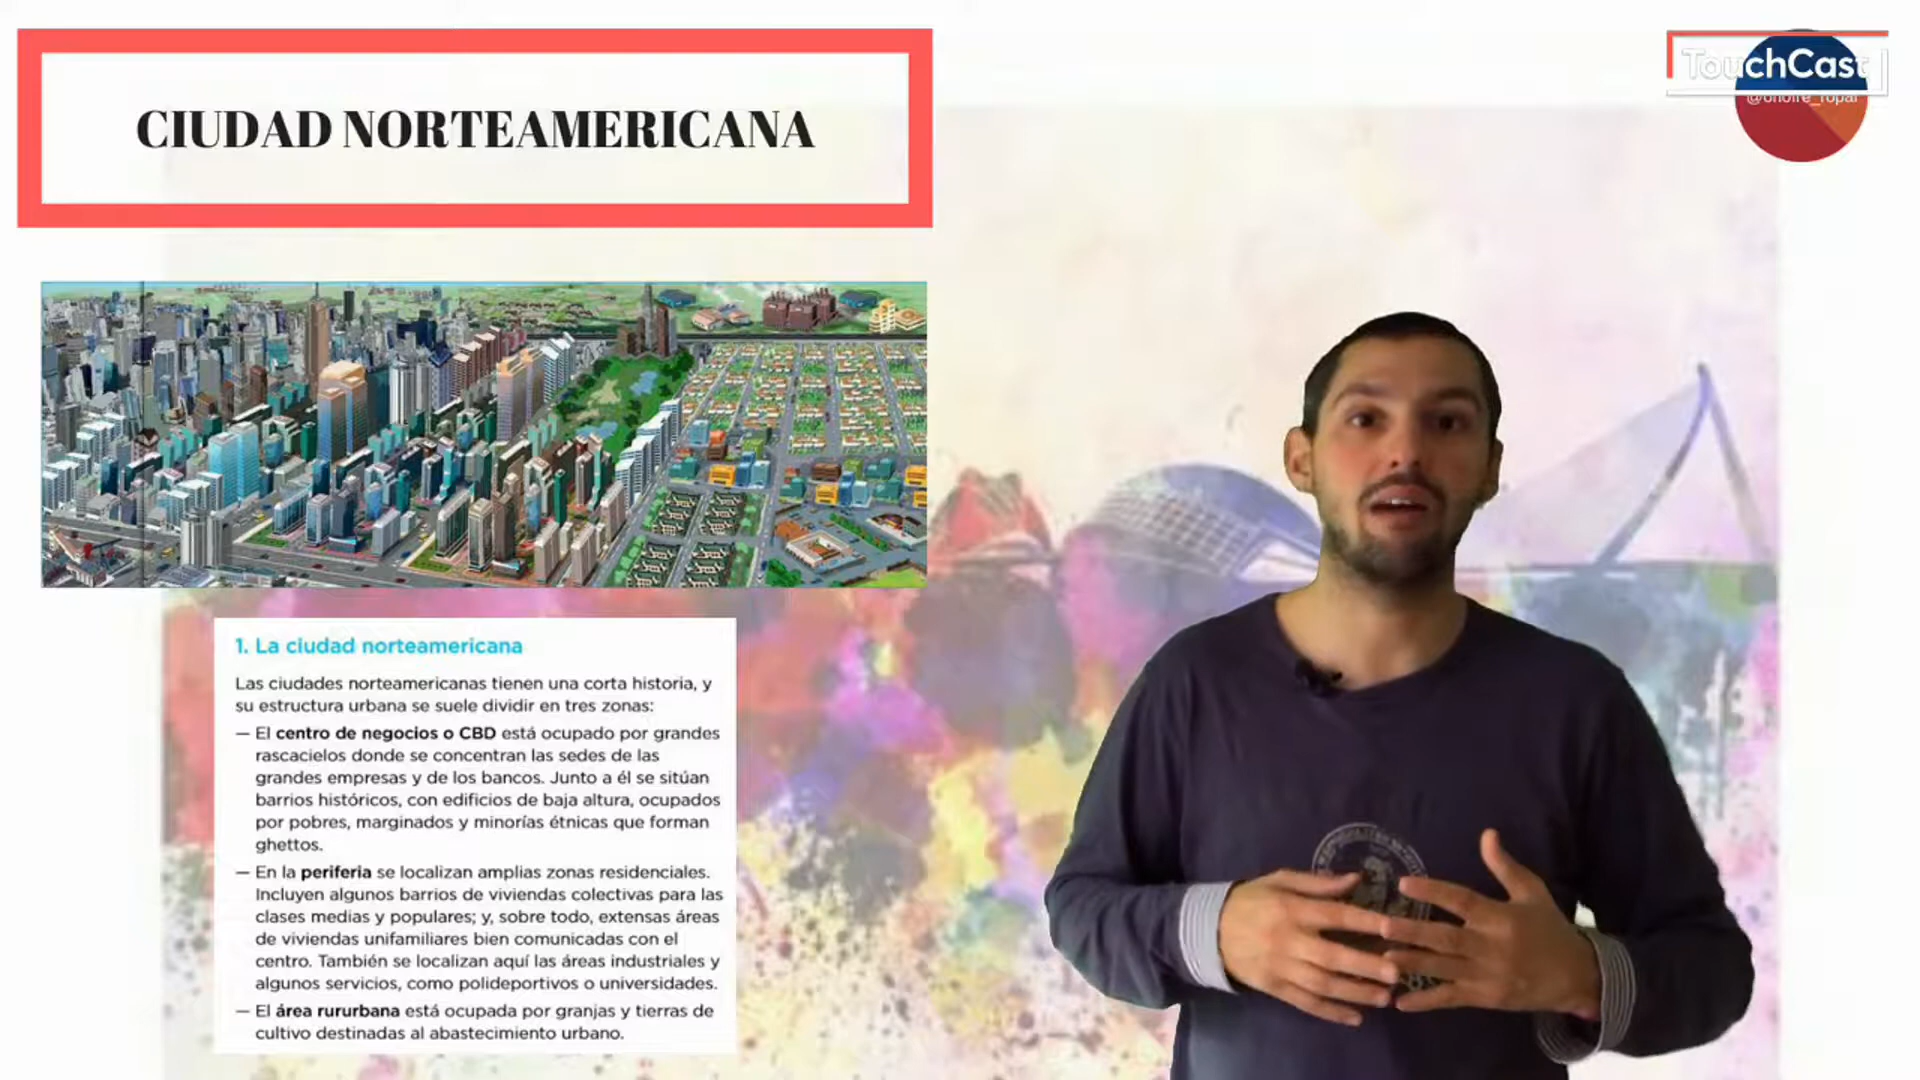 CIUDAD NORTEAMERICANA
TouchCast
1. La ciudad norteamericana
Las ciudades norteamericanas tienen una corta historia, y
su estructura urbana se suele dividir en tres zonas:
— El centro de negocios o CBD está ocupado por grandes
rascacielos donde se concentran las sedes de las
grandes empresas y de los bancos. Junto a él se sitúan
barrios históricos, con edificios de baja altura, ocupados
por pobres, marginados y minorías étnicas que forman
ghettos.
— En la periferia se localizan amplias zonas residenciales.
Incluyen algunos barrios de viviendas colectivas para las
clases medias y populares; y, sobre todo, extensas áreas
de viviendas unifamiliares bien comunicadas con el
centro. También se localizan aquí las áreas industriales y
algunos servicios, como polideportivos o universidades.
— El área rururbana está ocupada por granjas y tierras de
cultivo destinadas al abastecimiento urbano.